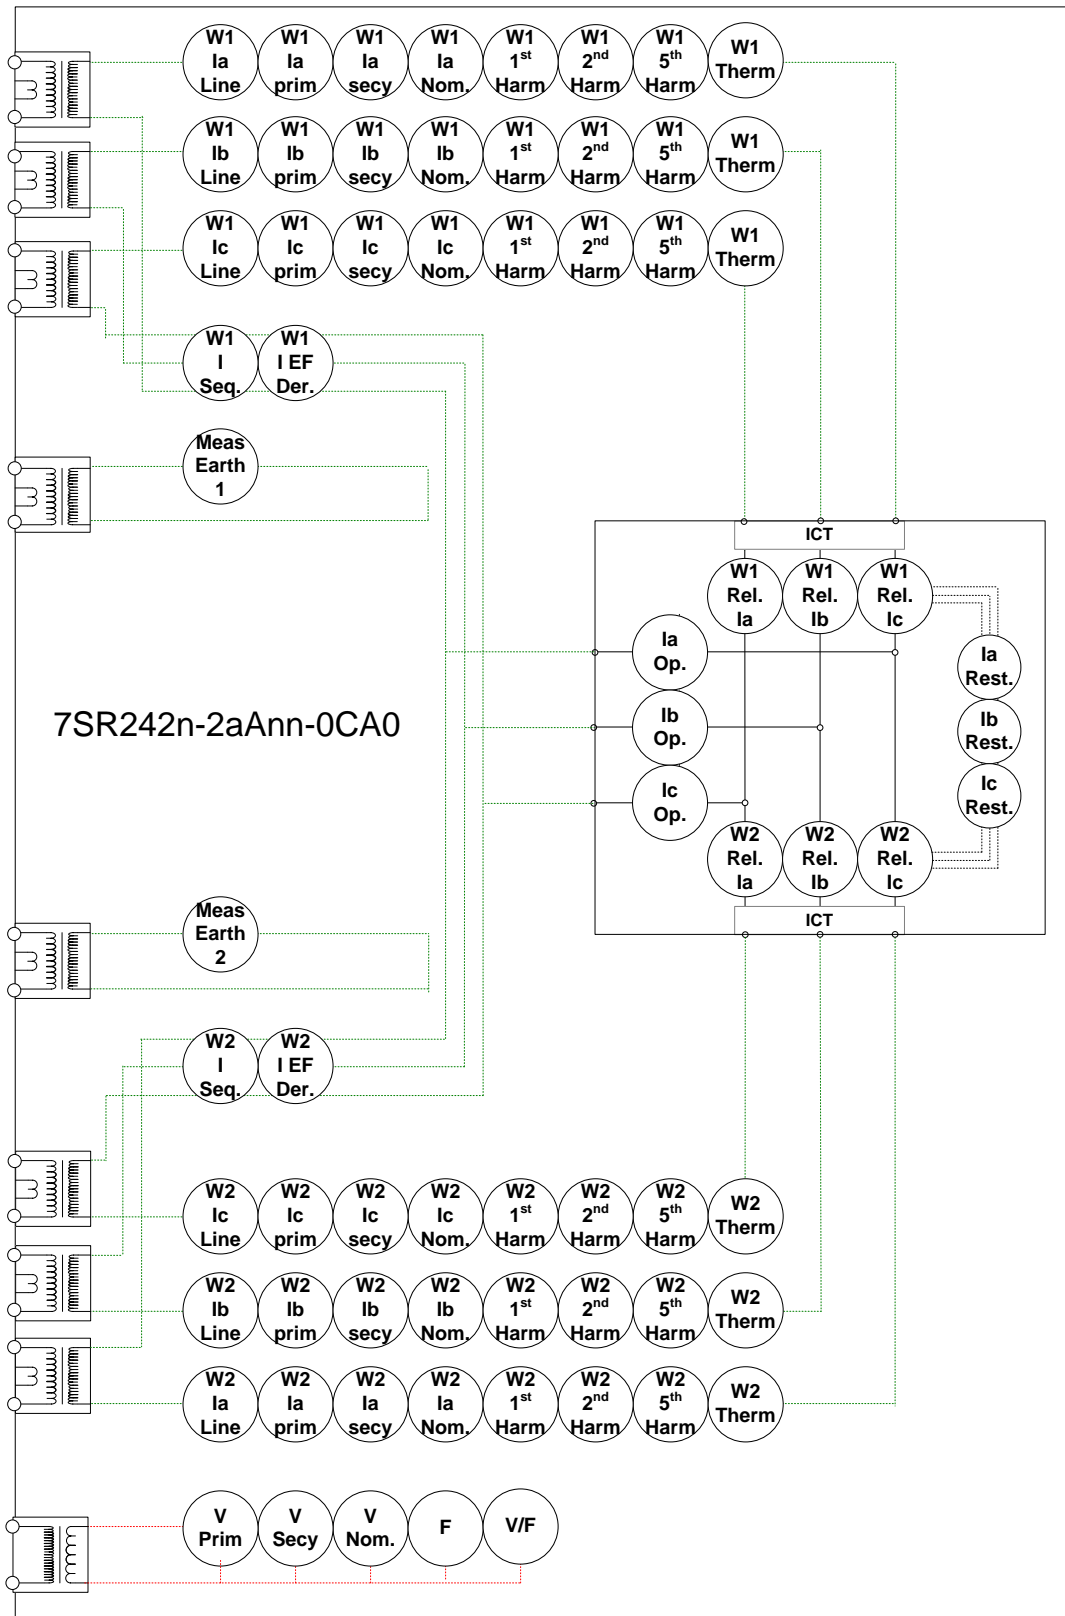 W1 Ia Line
W1 Ia prim
W1 Ia secy
W1 Ia Nom.
W1 1st Harm
W1 2nd Harm
W1 5th Harm
W1 Therm
W1 Ib Line
W1 Ib prim
W1 Ib secy
W1 Ib Nom.
W1 1st Harm
W1 2nd Harm
W1 5th Harm
W1 Therm
W1 Ic Line
W1 Ic prim
W1 Ic secy
W1 Ic Nom.
W1 1st Harm
W1 2nd Harm
W1 5th Harm
W1 Therm
W1 I Seq.
W1 I EF Der.
Meas Earth 1
ICT
W1 Rel. Ia
W1 Rel. Ib
W1 Rel. Ic
Ia Op.
Ia Rest.
7SR242n-2aAnn-0CA0
Ib Op.
Ib Rest.
Ic Op.
Ic Rest.
W2 Rel. Ia
W2 Rel. Ib
W2 Rel. Ic
ICT
Meas Earth 2
W2 I Seq.
W2 I EF Der.
W2 Ic Line
W2 Ic prim
W2 Ic secy
W2 Ic Nom.
W2 1st Harm
W2 2nd Harm
W2 5th Harm
W2 Therm
W2 Ib Line
W2 Ib prim
W2 Ib secy
W2 Ib Nom.
W2 1st Harm
W2 2nd Harm
W2 5th Harm
W2 Therm
W2 Ia Line
W2 Ia prim
W2 Ia secy
W2 Ia Nom.
W2 1st Harm
W2 2nd Harm
W2 5th Harm
W2 Therm
V Prim
V Secy
V Nom.
F
V/F